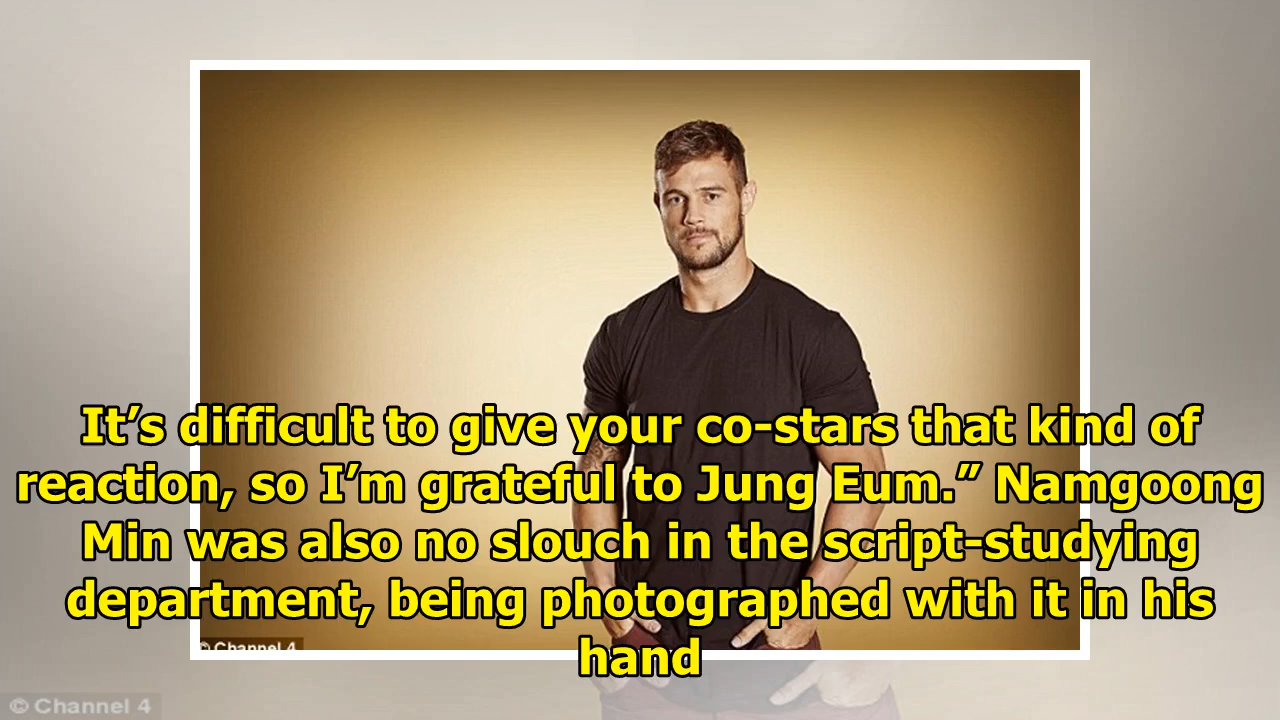 It’s difficult to give your co-stars that kind of
reaction, so I’m grateful to Jung Eum.” Namgoong
Min was also no slouch in the script-studying
department, being photographed with it in his
hand
© Channel 4
© Channel 4